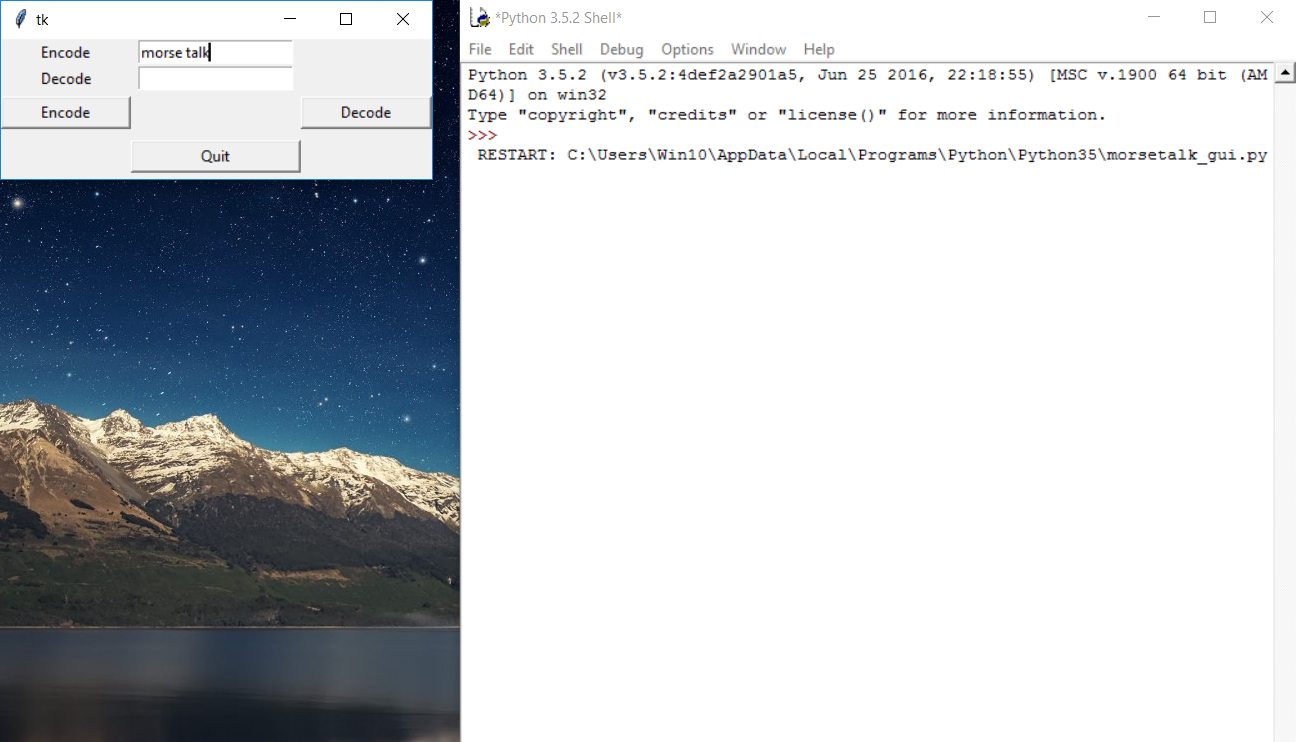 tk
Encode morse talk
Decode
Encode Decode
Quit
*Python 3.5.2 Shell*
File Edit Shell Debug Options Window Help
Python 3.5.2 (v3.5.2:4def2a2901a5, Jun 25 2016, 22:18:55) [MSC v.1900 64 bit (AM
D64)] on win32
Type "copyright", "credits" or "license()" for more information.
>>>
RESTART: C:\Users\Win10\AppData\Local\Programs\Python\Python35\morsetalk_gui.py